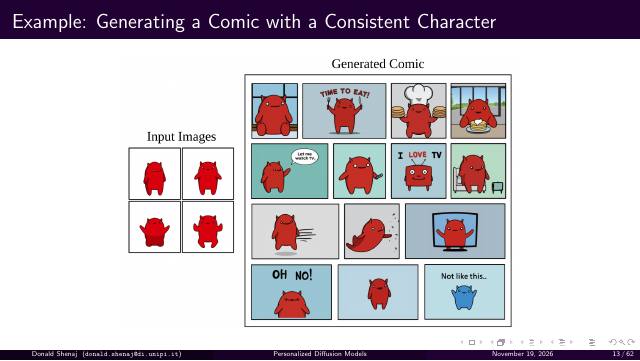 Example: Generating a Comic with a Consistent Character
Generated Comic
Input Images
TIME TO EAT!
Let me
watch TV.
I LOVE TV
OH NO!
Not like this..
Donald Shenaj (donald.shenaj@di.unipi.it)
Personalized Diffusion Models
November 19, 2026
13 / 62